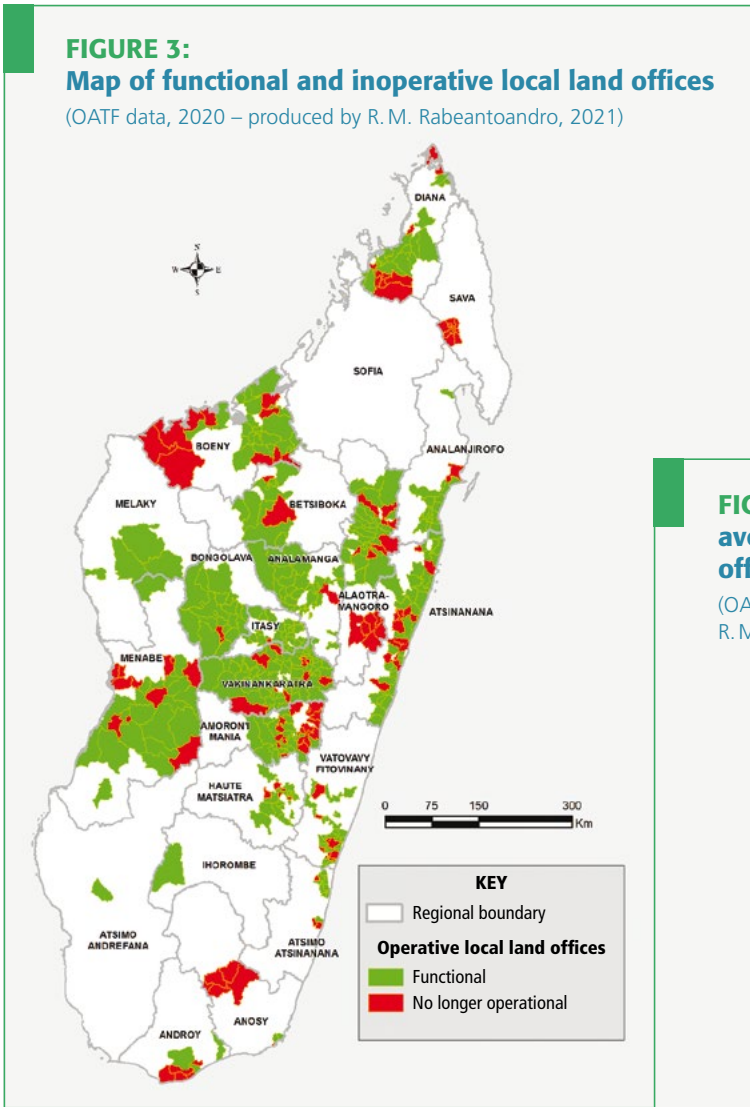 FIGURE 3:
Map of functional and inoperative local land offices
(OATF data, 2020 – produced by R. M. Rabeantoandro, 2021)
N
W E
S
DIANA
SAVA
SOFIA
BOENY
ANALANJIROFO
MELAKY
BETSIBOKA
BONGOLAVA
ANALAMANGA
ALAOTRA-
MANGORO
ATSINANANA
ITASY
MENABE
VAKINANKARATRA
AMORONT
MANIA
VATOVAVY
FITOVINANY
HAUTE
MATSIATRA
IHOROMBE
ATSIMO
ANDREFANA
ATSIMO
ATSINANANA
ANOSY
ANDROY
0 75 150 300
Km
KEY
Regional boundary
Operative local land offices
Functional
No longer operational
FIG
ave
off
(OA
R. M